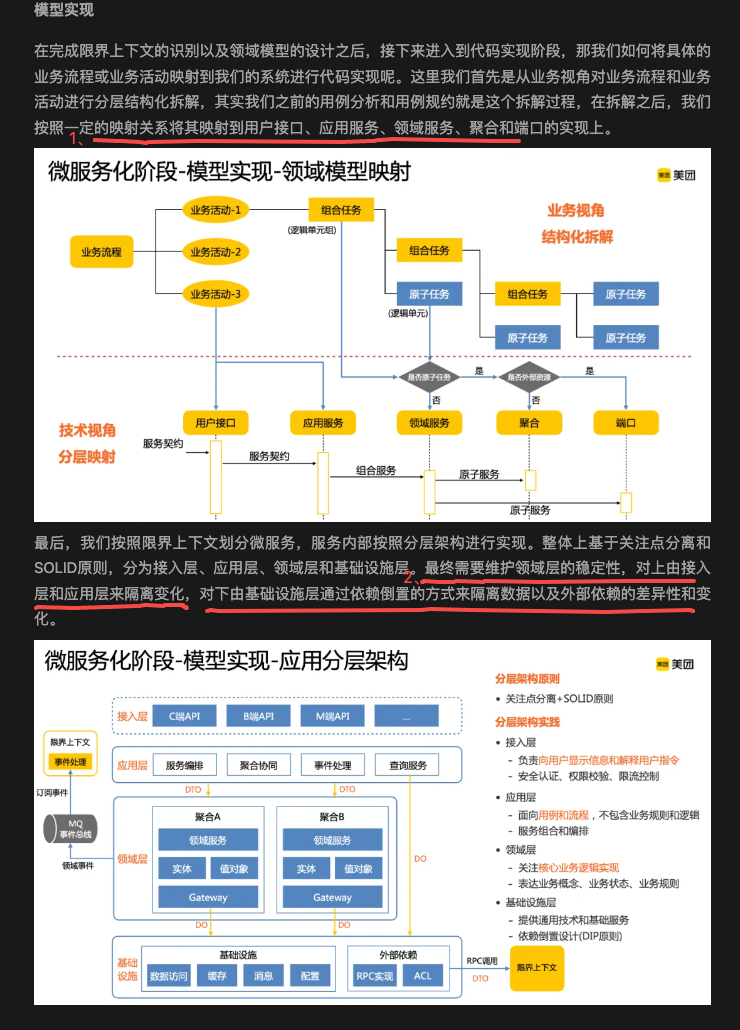 模型实现
在完成限界上下文的识别以及领域模型的设计之后，接下来进入到代码实现阶段，那我们如何将具体的
业务流程或业务活动映射到我们的系统进行代码实现呢。这里我们首先是从业务视角对业务流程和业务
活动进行分层结构化拆解，其实我们之前的用例分析和用例规约就是这个拆解过程，在拆解之后，我们
按照一定的映射关系将其映射到用户接口、应用服务、领域服务、聚合和端口的实现上。
1、
微服务化阶段-模型实现-领域模型映射
美团 美团
业务活动-1
组合任务
(逻辑单元组)
业务视角
结构化拆解
业务流程
业务活动-2
组合任务
业务活动-3
原子任务
(逻辑单元)
组合任务
原子任务
原子任务
原子任务
是否原子任务
是
是否外部资源
是
否
否
技术视角
分层映射
用户接口
应用服务
领域服务
聚合
端口
服务契约
服务契约
组合服务
原子服务
原子服务
最后，我们按照限界上下文划分微服务，服务内部按照分层架构进行实现。整体上基于关注点分离和
SOLID原则，分为接入层、应用层、领域层和基础设施层。最终需要维护领域层的稳定性，对上由接入
2、
层和应用层来隔离变化，对下由基础设施层通过依赖倒置的方式来隔离数据以及外部依赖的差异性和变
化。
微服务化阶段-模型实现-应用分层架构
美团 美团
接入层
C端API
B端API
M端API
...
限界上下文
事件处理
应用层
服务编排
聚合协同
事件处理
查询服务
订阅事件
DTO
DTO
MQ
事件总线
领域事件
领域层
聚合A
领域服务
实体
值对象
Gateway
聚合B
领域服务
实体
值对象
Gateway
DO
DO
DO
基础
设施
基础设施
数据访问
缓存
消息
配置
外部依赖
RPC实现
ACL
RPC调用
DTO
限界上下文
分层架构原则
• 关注点分离+SOLID原则
分层架构实践
• 接入层
- 负责向用户显示信息和解释用户指令
- 安全认证、权限校验、限流控制
• 应用层
- 面向用例和流程，不包含业务规则和逻辑
- 服务组合和编排
• 领域层
- 关注核心业务逻辑实现
- 表达业务概念、业务状态、业务规则
• 基础设施层
- 提供通用技术和基础服务
- 依赖倒置设计(DIP原则)